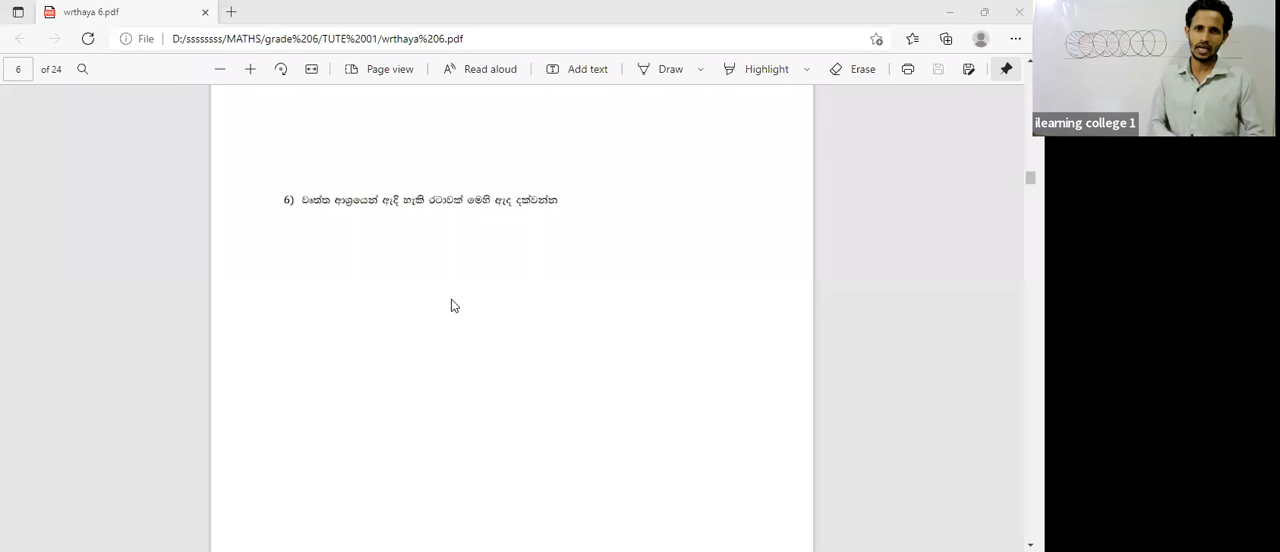 wrthaya 6.pdf
File D:/ssssssss/MATHS/grade%206/TUTE%2001/wrthaya%206.pdf
6 of 24 Page view Read aloud Add text Draw Highlight Erase
ilearning college 1
6) වෘත්ත ආශ්‍රයෙන් ඇඳි හැකි රටාවක් මෙහි ඇඳ දක්වන්න